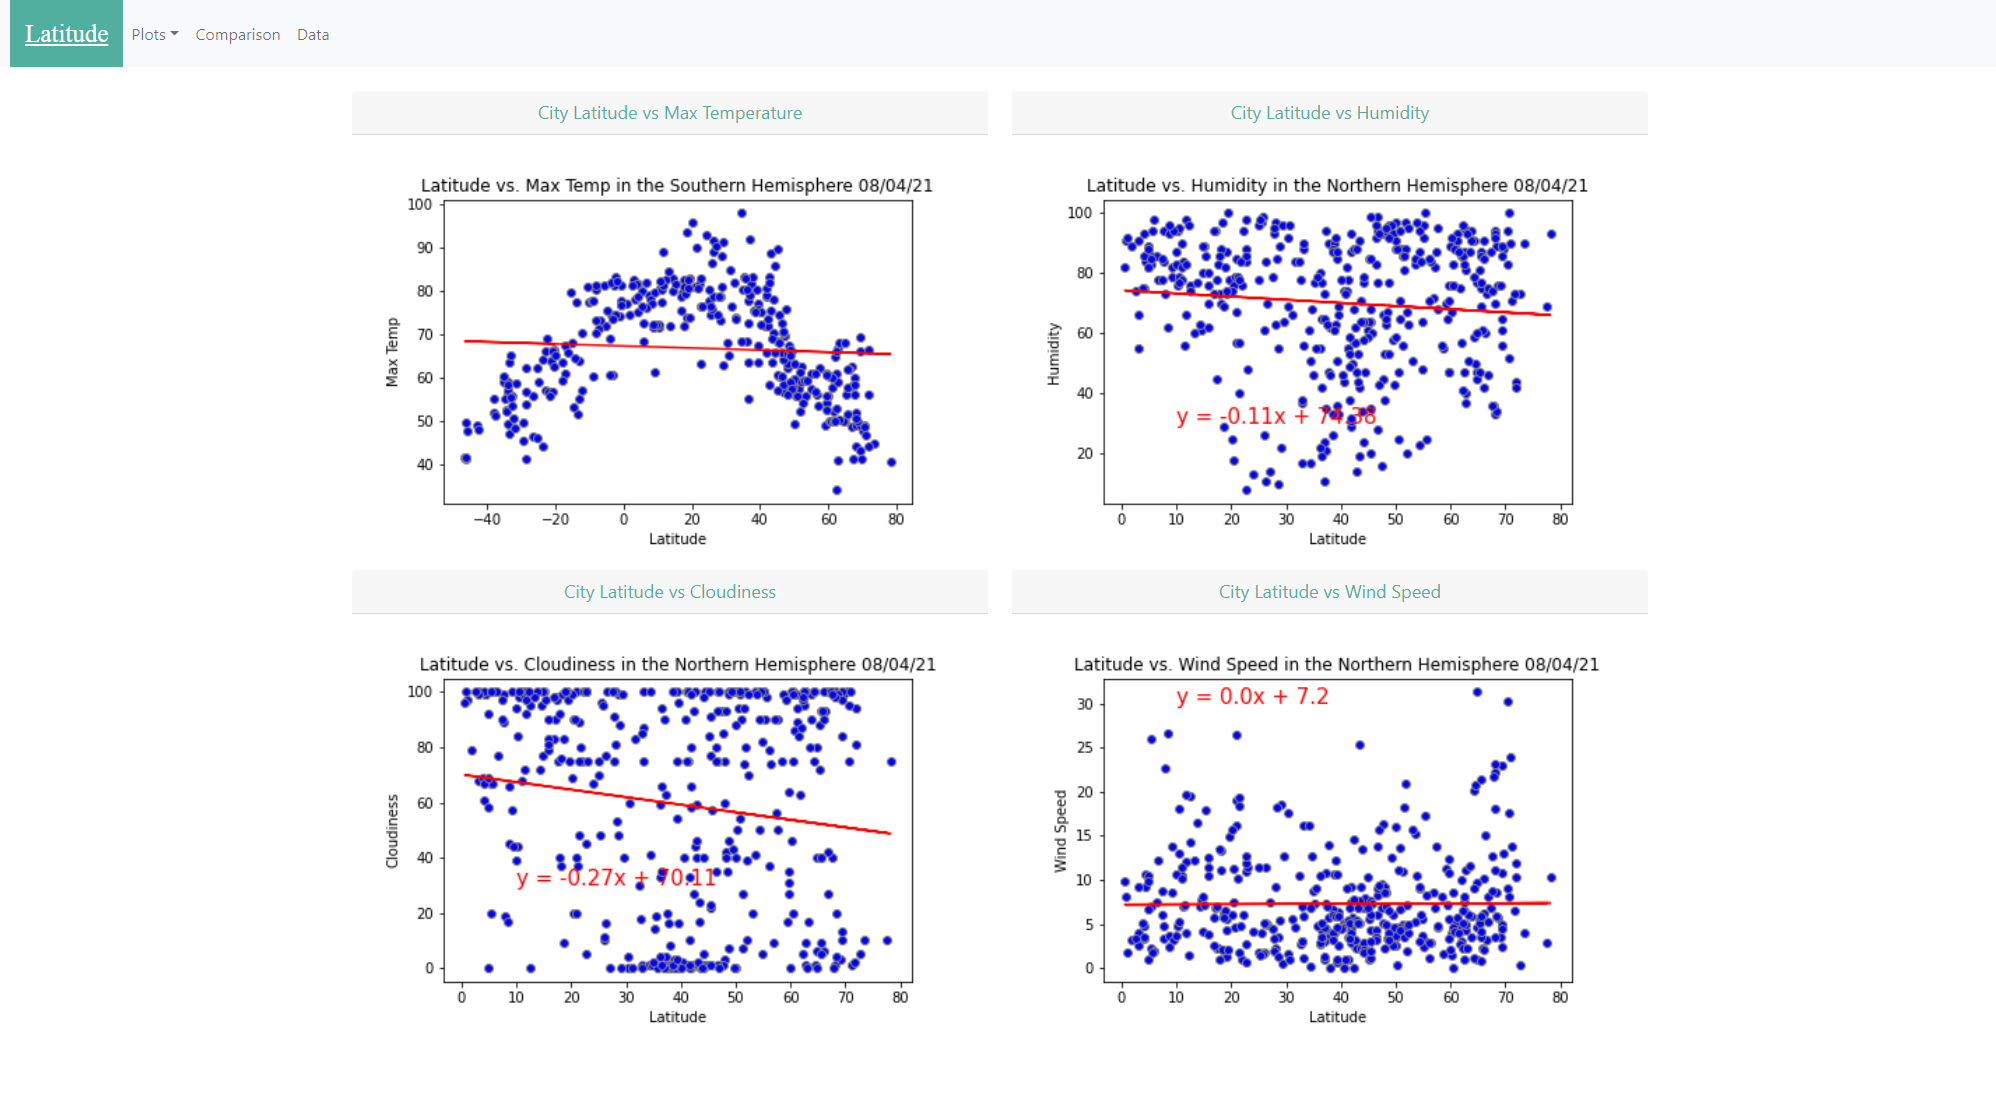 Latitude Plots Comparison Data
City Latitude vs Max Temperature
Latitude vs. Max Temp in the Southern Hemisphere 08/04/21
100
90
80
70
60
50
40
Max Temp
−40 −20 0 20 40 60 80
Latitude
City Latitude vs Humidity
Latitude vs. Humidity in the Northern Hemisphere 08/04/21
100
80
60
40
20
Humidity
y = -0.11x + 74.38
0 10 20 30 40 50 60 70 80
Latitude
City Latitude vs Cloudiness
Latitude vs. Cloudiness in the Northern Hemisphere 08/04/21
100
80
60
40
20
0
Cloudiness
y = -0.27x + 70.11
0 10 20 30 40 50 60 70 80
Latitude
City Latitude vs Wind Speed
Latitude vs. Wind Speed in the Northern Hemisphere 08/04/21
y = 0.0x + 7.2
30
25
20
15
10
5
0
Wind Speed
0 10 20 30 40 50 60 70 80
Latitude